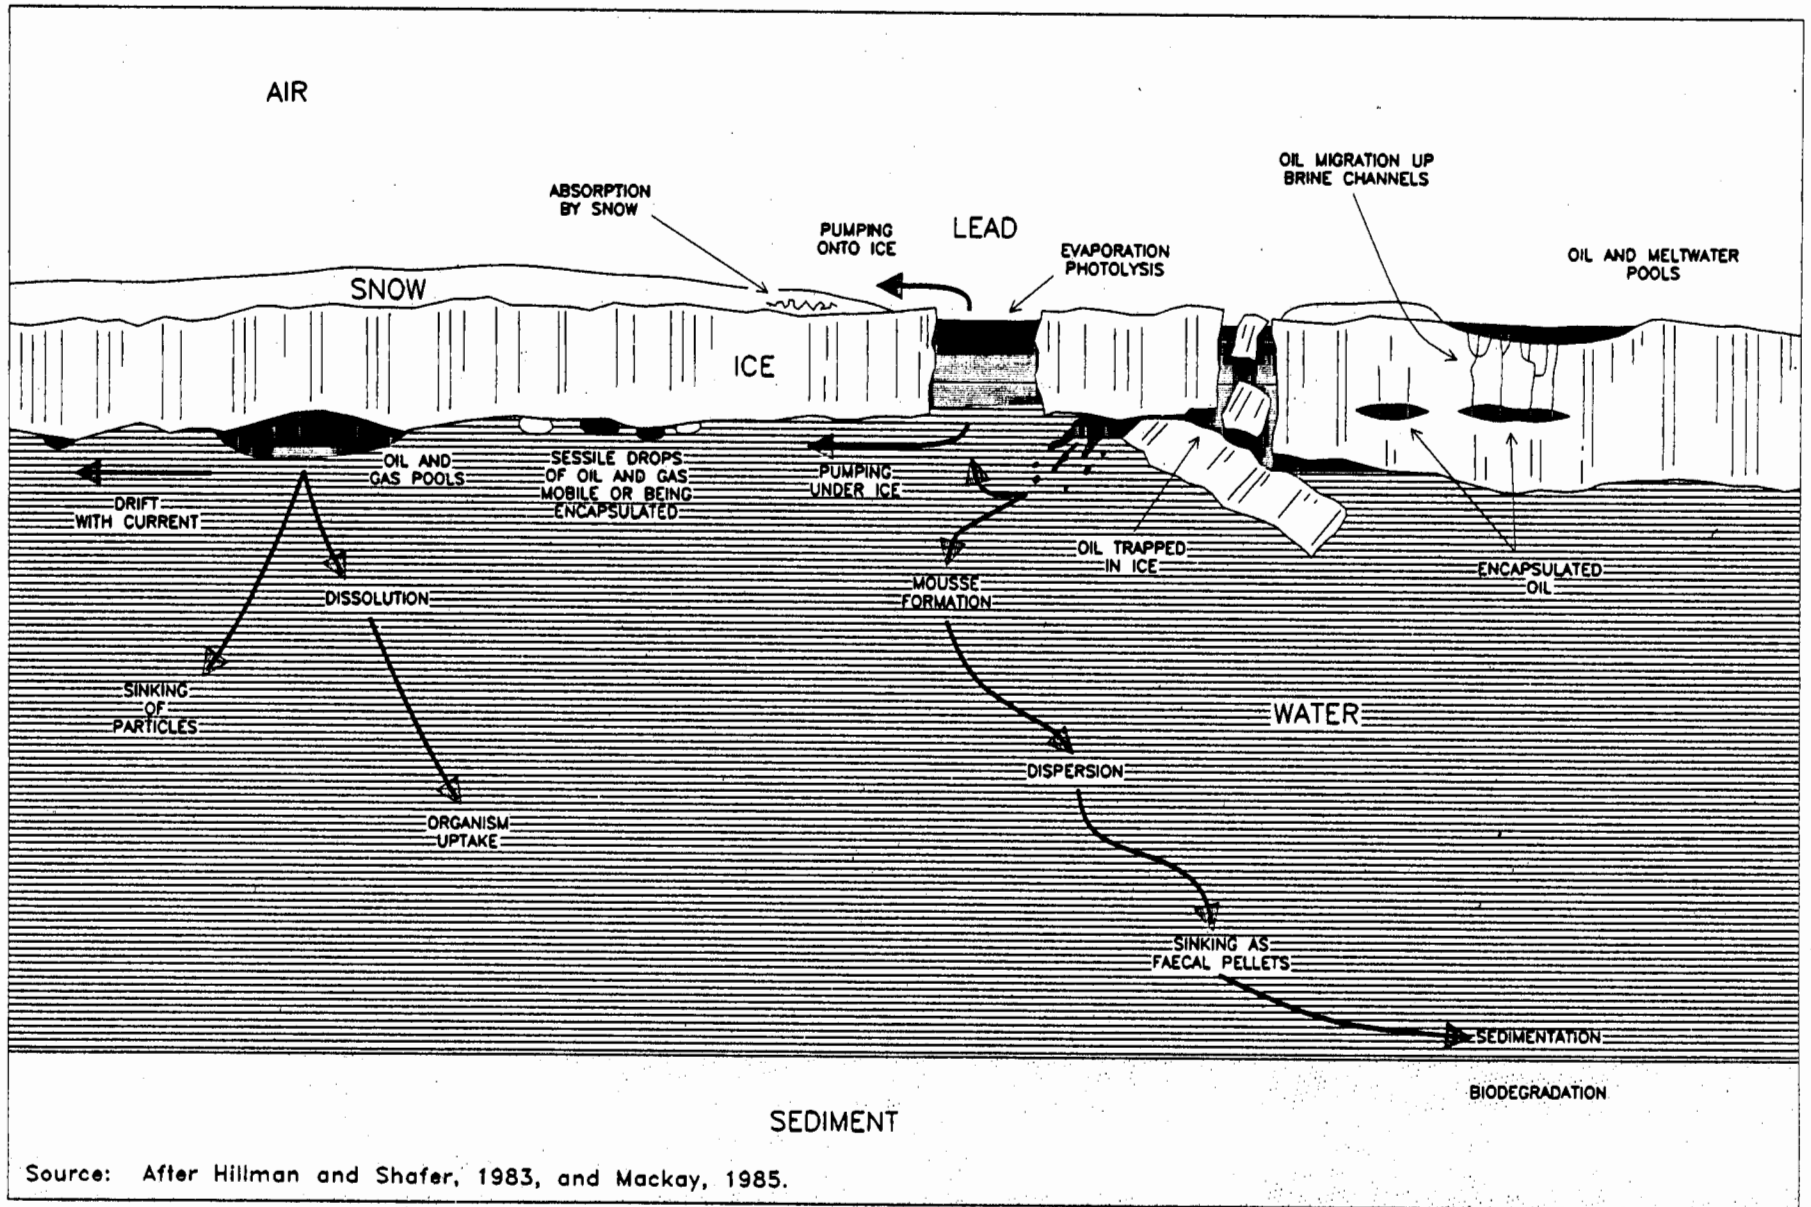 AIR
ABSORPTION
BY SNOW
PUMPING
ONTO ICE
LEAD
EVAPORATION
PHOTOLYSIS
OIL MIGRATION UP
BRINE CHANNELS
OIL AND MELTWATER
POOLS
SNOW
ICE
DRIFT
WITH CURRENT
OIL AND
GAS POOLS
SESSILE DROPS
OF OIL AND GAS
MOBILE OR BEING
ENCAPSULATED
PUMPING
UNDER ICE
OIL TRAPPED
IN ICE
ENCAPSULATED
OIL
DISSOLUTION
MOUSSE
FORMATION
SINKING
OF
PARTICLES
WATER
DISPERSION
ORGANISM
UPTAKE
SINKING AS
FAECAL PELLETS
SEDIMENTATION
BIODEGRADATION
SEDIMENT
Source: After Hillman and Shafer, 1983, and Mackay, 1985.